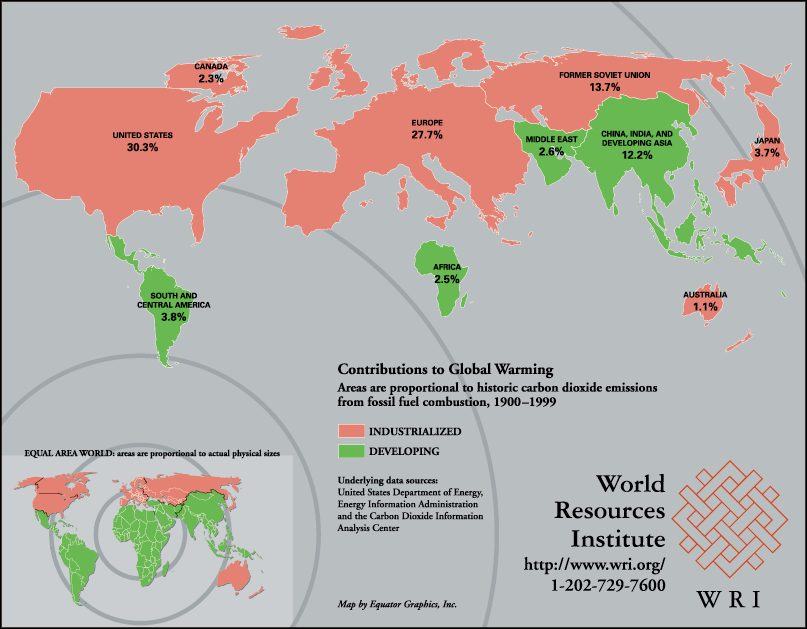 CANADA
2.3%
FORMER SOVIET UNION
13.7%
UNITED STATES
30.3%
EUROPE
27.7%
MIDDLE EAST
2.6%
CHINA, INDIA, AND
DEVELOPING ASIA
12.2%
JAPAN
3.7%
AFRICA
2.5%
SOUTH AND
CENTRAL AMERICA
3.8%
AUSTRALIA
1.1%
Contributions to Global Warming
Areas are proportional to historic carbon dioxide emissions
from fossil fuel combustion, 1900–1999
INDUSTRIALIZED
DEVELOPING
EQUAL AREA WORLD: areas are proportional to actual physical sizes
Underlying data sources:
United States Department of Energy,
Energy Information Administration
and the Carbon Dioxide Information
Analysis Center
Map by Equator Graphics, Inc.
World
Resources
Institute
http://www.wri.org/
1-202-729-7600
WRI